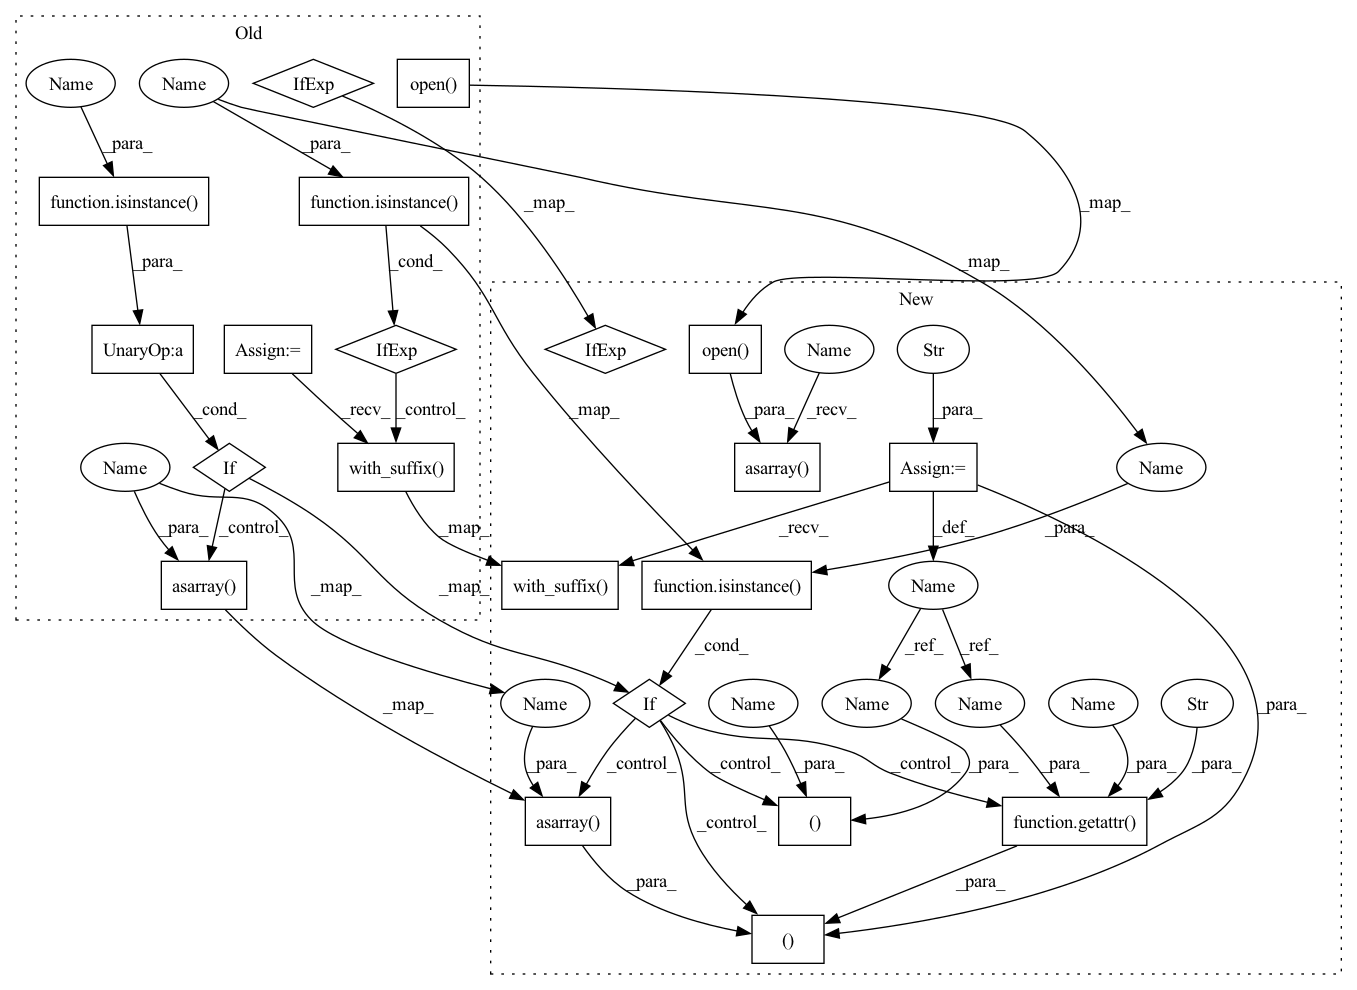 Old
Name
Name
IfExp
open()
_para_
_para_
function.isinstance()
function.isinstance()
_map_
_map_
_para_
_cond_
_map_
New
UnaryOp:a
Assign:=
IfExp
IfExp
open()
Name
Str
_cond_
_recv_
_control_
_map_
_para_
_recv_
_para_
Name
If
with_suffix()
asarray()
Assign:=
Name
_para_
_control_
_map_
_recv_
_def_
_para_
asarray()
_map_
_map_
with_suffix()
function.isinstance()
Name
_cond_
_ref_
_ref_
_map_
Name
If
Name
Name
Name
Name
Str
_para_
_para_
_control_
_control_
_para_
_control_
_para_
_para_
_para_
_para_
asarray()
_control_
()
function.getattr()
_para_
_para_
()